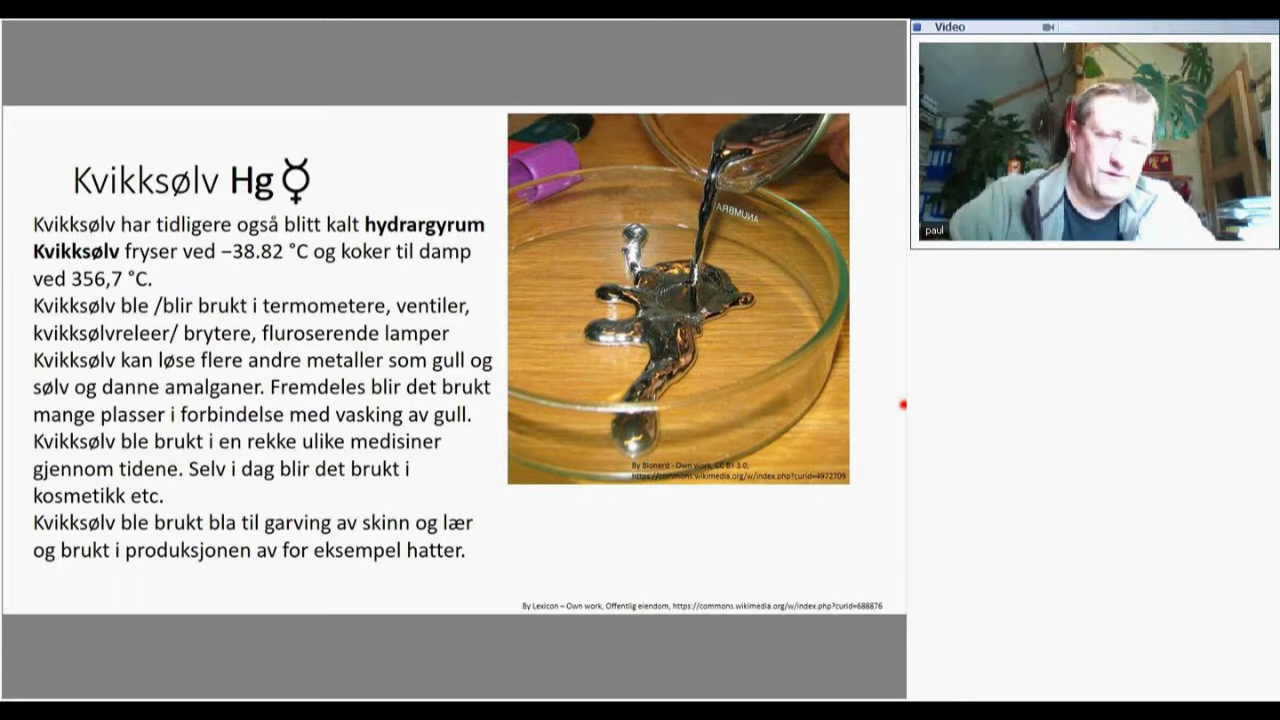 Kvikksølv Hg ☿
Kvikksølv har tidligere også blitt kalt hydrargyrum
Kvikksølv fryser ved −38.82 °C og koker til damp
ved 356,7 °C.
Kvikksølv ble /blir brukt i termometere, ventiler,
kvikksølvreleer/ brytere, fluroserende lamper
Kvikksølv kan løse flere andre metaller som gull og
sølv og danne amalganer. Fremdeles blir det brukt
mange plasser i forbindelse med vasking av gull.
Kvikksølv ble brukt i en rekke ulike medisiner
gjennom tidene. Selv i dag blir det brukt i
kosmetikk etc.
Kvikksølv ble brukt bla til garving av skinn og lær
og brukt i produksjonen av for eksempel hatter.
ANUMBRA
By Bionerd - Own work, CC BY 3.0,
https://commons.wikimedia.org/w/index.php?curid=4972709
By Lexicon – Own work, Offentlig eiendom, https://commons.wikimedia.org/w/index.php?curid=688876
Video
paul